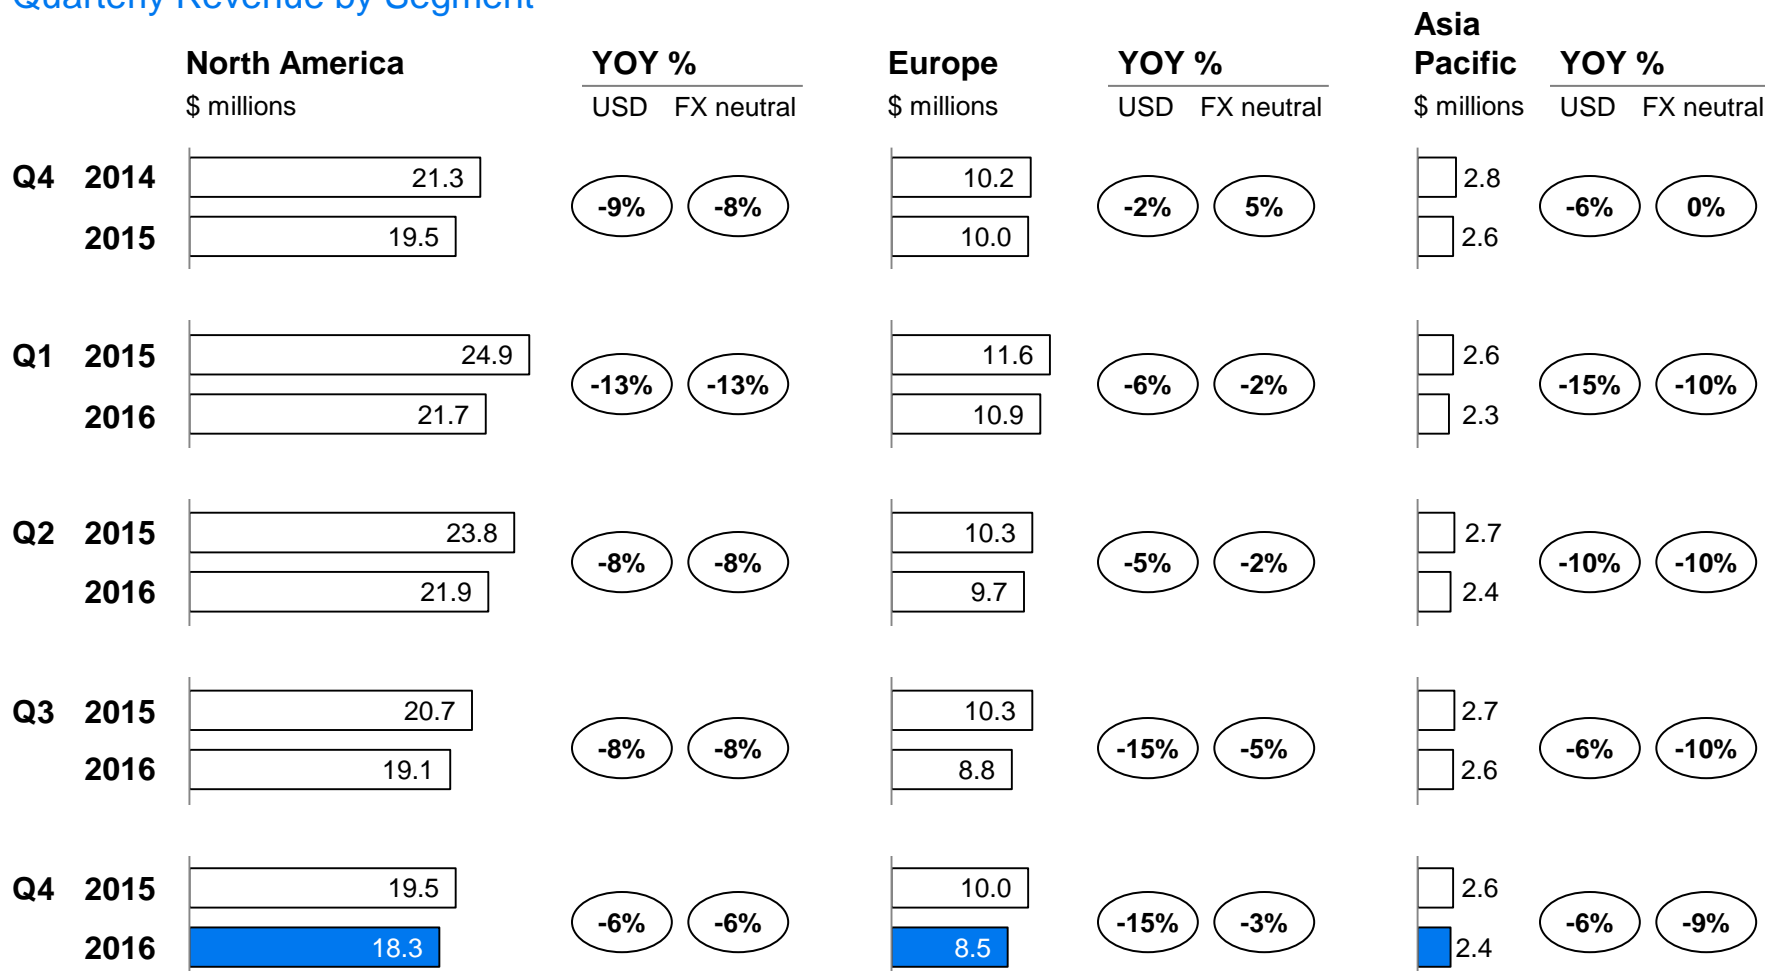 Quarterly Revenue by Segment
North America YOY % Europe YOY % Asia Pacific YOY %
$ millions USD FX neutral $ millions USD FX neutral $ millions USD FX neutral
Q4 2014 21.3 10.2 2.8
-9% -8% -2% 5% -6% 0%
2015 19.5 10.0 2.6
Q1 2015 24.9 11.6 2.6
-13% -13% -6% -2% -15% -10%
2016 21.7 10.9 2.3
Q2 2015 23.8 10.3 2.7
-8% -8% -5% -2% -10% -10%
2016 21.9 9.7 2.4
Q3 2015 20.7 10.3 2.7
-8% -8% -15% -5% -6% -10%
2016 19.1 8.8 2.6
Q4 2015 19.5 10.0 2.6
-6% -6% -15% -3% -6% -9%
2016 18.3 8.5 2.4